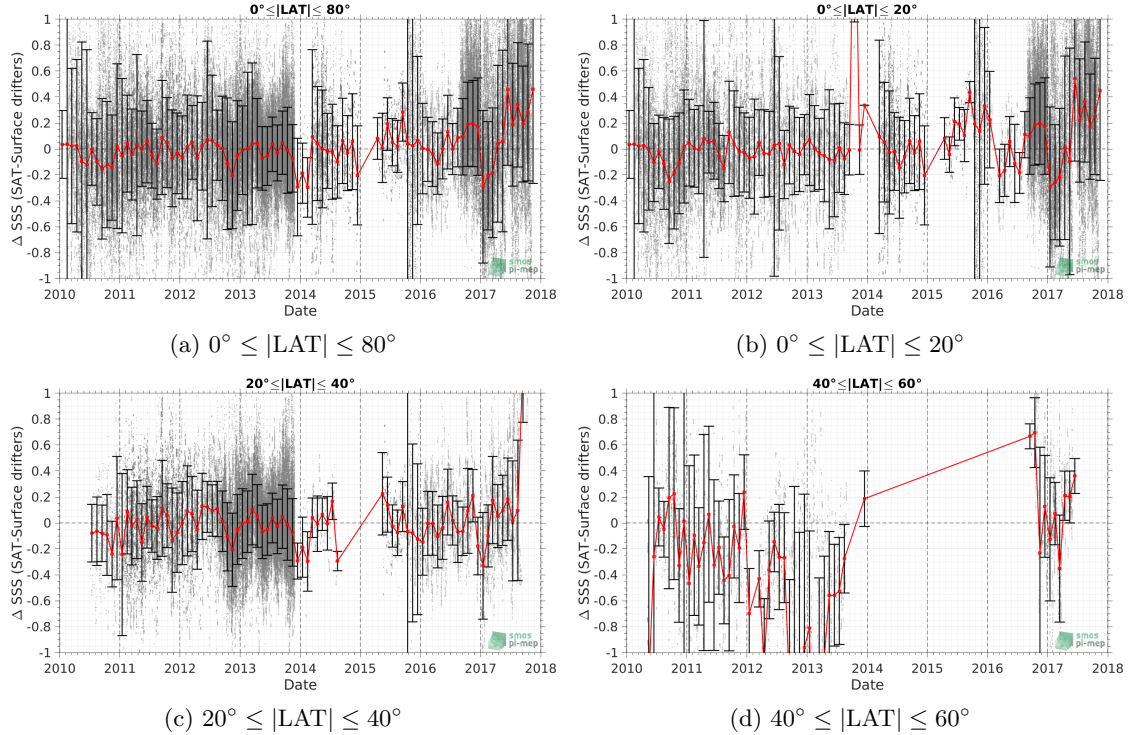 0°≤|LAT|≤ 80°
Δ SSS (SAT-Surface drifters)
1
0.8
0.6
0.4
0.2
0
-0.2
-0.4
-0.6
-0.8
-1
2010 2011 2012 2013 2014 2015 2016 2017 2018
Date
smos
pi-mep
(a) 0° ≤ |LAT| ≤ 80°
0°≤|LAT|≤ 20°
Δ SSS (SAT-Surface drifters)
1
0.8
0.6
0.4
0.2
0
-0.2
-0.4
-0.6
-0.8
-1
2010 2011 2012 2013 2014 2015 2016 2017 2018
Date
smos
pi-mep
(b) 0° ≤ |LAT| ≤ 20°
20°≤|LAT|≤ 40°
Δ SSS (SAT-Surface drifters)
1
0.8
0.6
0.4
0.2
0
-0.2
-0.4
-0.6
-0.8
-1
2010 2011 2012 2013 2014 2015 2016 2017 2018
Date
smos
pi-mep
(c) 20° ≤ |LAT| ≤ 40°
40°≤|LAT|≤ 60°
Δ SSS (SAT-Surface drifters)
1
0.8
0.6
0.4
0.2
0
-0.2
-0.4
-0.6
-0.8
-1
2010 2011 2012 2013 2014 2015 2016 2017 2018
Date
smos
pi-mep
(d) 40° ≤ |LAT| ≤ 60°